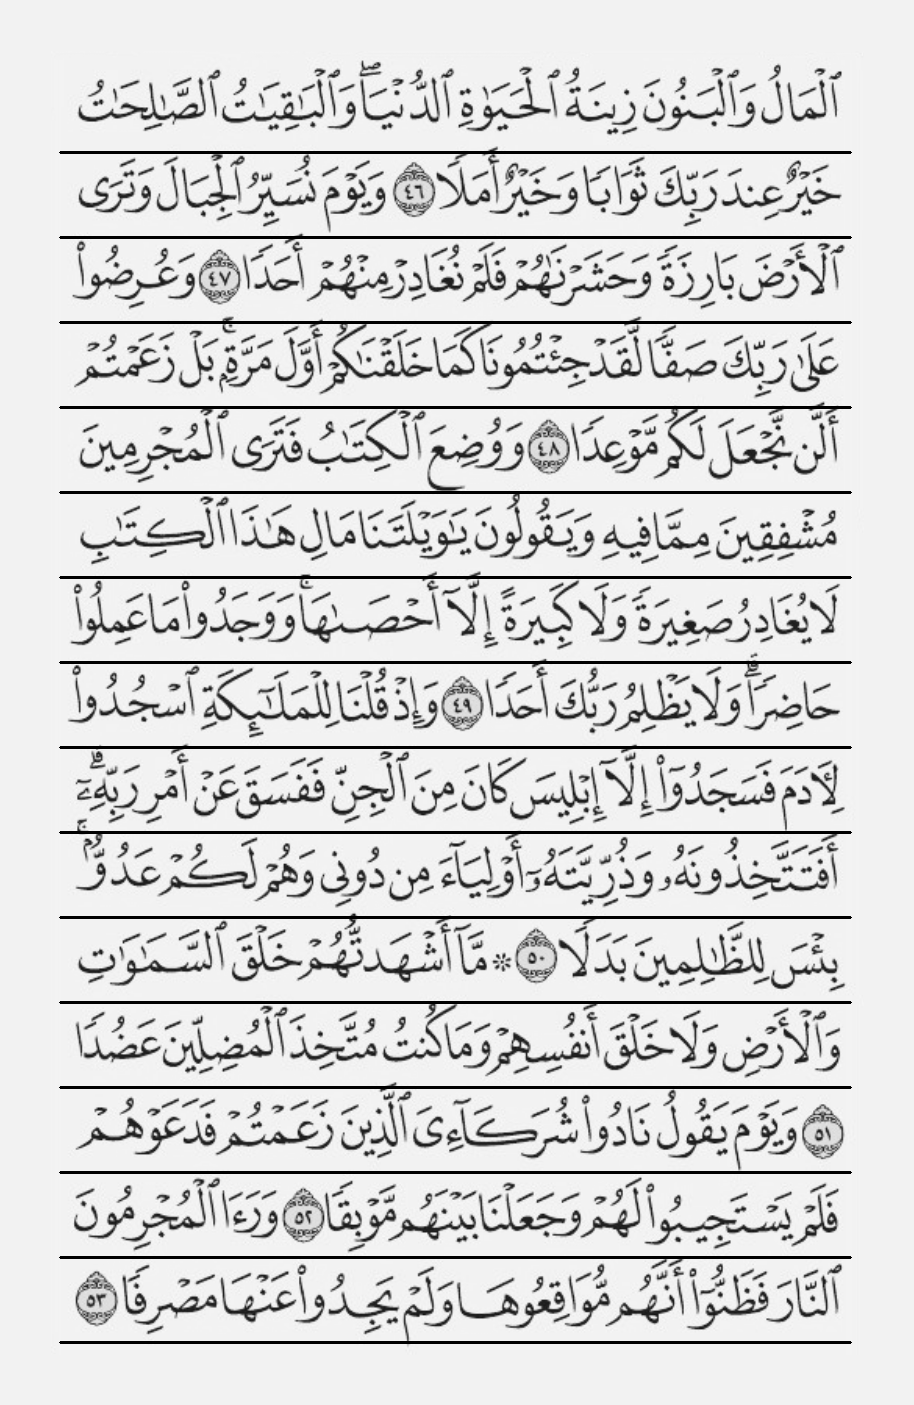 ٱلْمَالُ وَٱلْبَنُونَ زِينَةُ ٱلْحَيَوٰةِ ٱلدُّنْيَا ۖ وَٱلْبَـٰقِيَـٰتُ ٱلصَّـٰلِحَـٰتُ
خَيْرٌ عِندَ رَبِّكَ ثَوَابًا وَخَيْرٌ أَمَلًا ٤٦ وَيَوْمَ نُسَيِّرُ ٱلْجِبَالَ وَتَرَى
ٱلْأَرْضَ بَارِزَةً وَحَشَرْنَـٰهُمْ فَلَمْ نُغَادِرْ مِنْهُمْ أَحَدًا ٤٧ وَعُرِضُوا۟
عَلَىٰ رَبِّكَ صَفًّا لَّقَدْ جِئْتُمُونَا كَمَا خَلَقْنَـٰكُمْ أَوَّلَ مَرَّةٍۭ ۚ بَلْ زَعَمْتُمْ
أَلَّن نَّجْعَلَ لَكُم مَّوْعِدًا ٤٨ وَوُضِعَ ٱلْكِتَـٰبُ فَتَرَى ٱلْمُجْرِمِينَ
مُشْفِقِينَ مِمَّا فِيهِ وَيَقُولُونَ يَـٰوَيْلَتَنَا مَالِ هَـٰذَا ٱلْكِتَـٰبِ
لَا يُغَادِرُ صَغِيرَةً وَلَا كَبِيرَةً إِلَّآ أَحْصَىٰهَا ۚ وَوَجَدُوا۟ مَا عَمِلُوا۟
حَاضِرًا ۗ وَلَا يَظْلِمُ رَبُّكَ أَحَدًا ٤٩ وَإِذْ قُلْنَا لِلْمَلَـٰٓئِكَةِ ٱسْجُدُوا۟
لِـَٔادَمَ فَسَجَدُوٓا۟ إِلَّآ إِبْلِيسَ كَانَ مِنَ ٱلْجِنِّ فَفَسَقَ عَنْ أَمْرِ رَبِّهِۦٓ ۗ
أَفَتَتَّخِذُونَهُۥ وَذُرِّيَّتَهُۥٓ أَوْلِيَآءَ مِن دُونِى وَهُمْ لَكُمْ عَدُوٌّۢ ۚ
بِئْسَ لِلظَّـٰلِمِينَ بَدَلًا ٥٠ ۞ مَّآ أَشْهَدتُّهُمْ خَلْقَ ٱلسَّمَـٰوَٰتِ
وَٱلْأَرْضِ وَلَا خَلْقَ أَنفُسِهِمْ وَمَا كُنتُ مُتَّخِذَ ٱلْمُضِلِّينَ عَضُدًا
٥١ وَيَوْمَ يَقُولُ نَادُوا۟ شُرَكَآءِىَ ٱلَّذِينَ زَعَمْتُمْ فَدَعَوْهُمْ
فَلَمْ يَسْتَجِيبُوا۟ لَهُمْ وَجَعَلْنَا بَيْنَهُم مَّوْبِقًا ٥٢ وَرَءَا ٱلْمُجْرِمُونَ
ٱلنَّارَ فَظَنُّوٓا۟ أَنَّهُم مُّوَاقِعُوهَا وَلَمْ يَجِدُوا۟ عَنْهَا مَصْرِفًا ٥٣